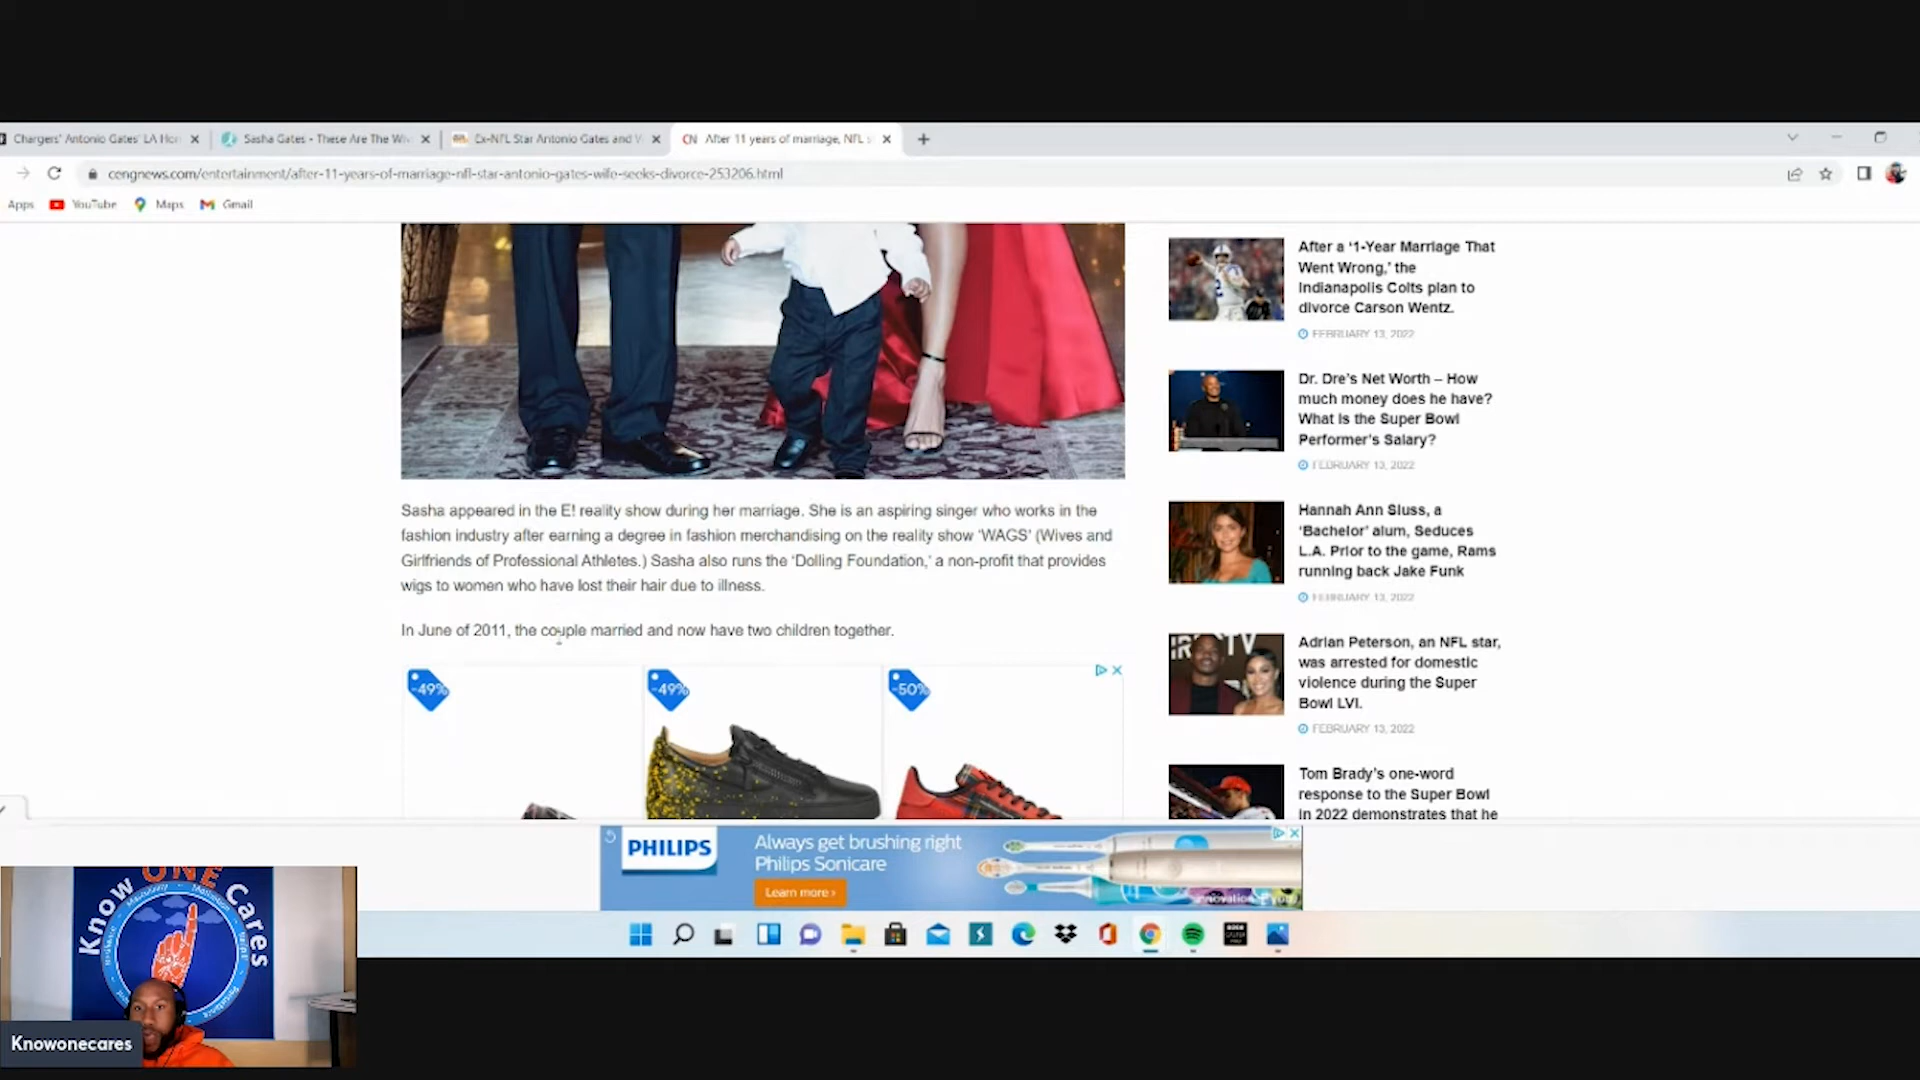 Chargers' Antonio Gates' LA Ho
Sasha Gates - These Are The Wi
Ex-NFL Star Antonio Gates and
CN After 11 years of marriage, NFL s
cengnews.com/entertainment/after-11-years-of-marriage-nfl-star-antonio-gates-wife-seeks-divorce-253206.html
Apps YouTube Maps Gmail
Sasha appeared in the E! reality show during her marriage. She is an aspiring singer who works in the
fashion industry after earning a degree in fashion merchandising on the reality show 'WAGS' (Wives and
Girlfriends of Professional Athletes.) Sasha also runs the 'Dolling Foundation,' a non-profit that provides
wigs to women who have lost their hair due to illness.
In June of 2011, the couple married and now have two children together.
-49%
-49%
-50%
After a '1-Year Marriage That
Went Wrong,' the
Indianapolis Colts plan to
divorce Carson Wentz.
FEBRUARY 13, 2022
Dr. Dre's Net Worth – How
much money does he have?
What Is the Super Bowl
Performer's Salary?
FEBRUARY 13, 2022
Hannah Ann Sluss, a
'Bachelor' alum, Seduces
L.A. Prior to the game, Rams
running back Jake Funk
FEBRUARY 13, 2022
Adrian Peterson, an NFL star,
was arrested for domestic
violence during the Super
Bowl LVI.
FEBRUARY 13, 2022
Tom Brady's one-word
response to the Super Bowl
in 2022 demonstrates that he
PHILIPS
Always get brushing right
Philips Sonicare
Learn more ›
innovation
you
Know ONE Cares
Knowonecares